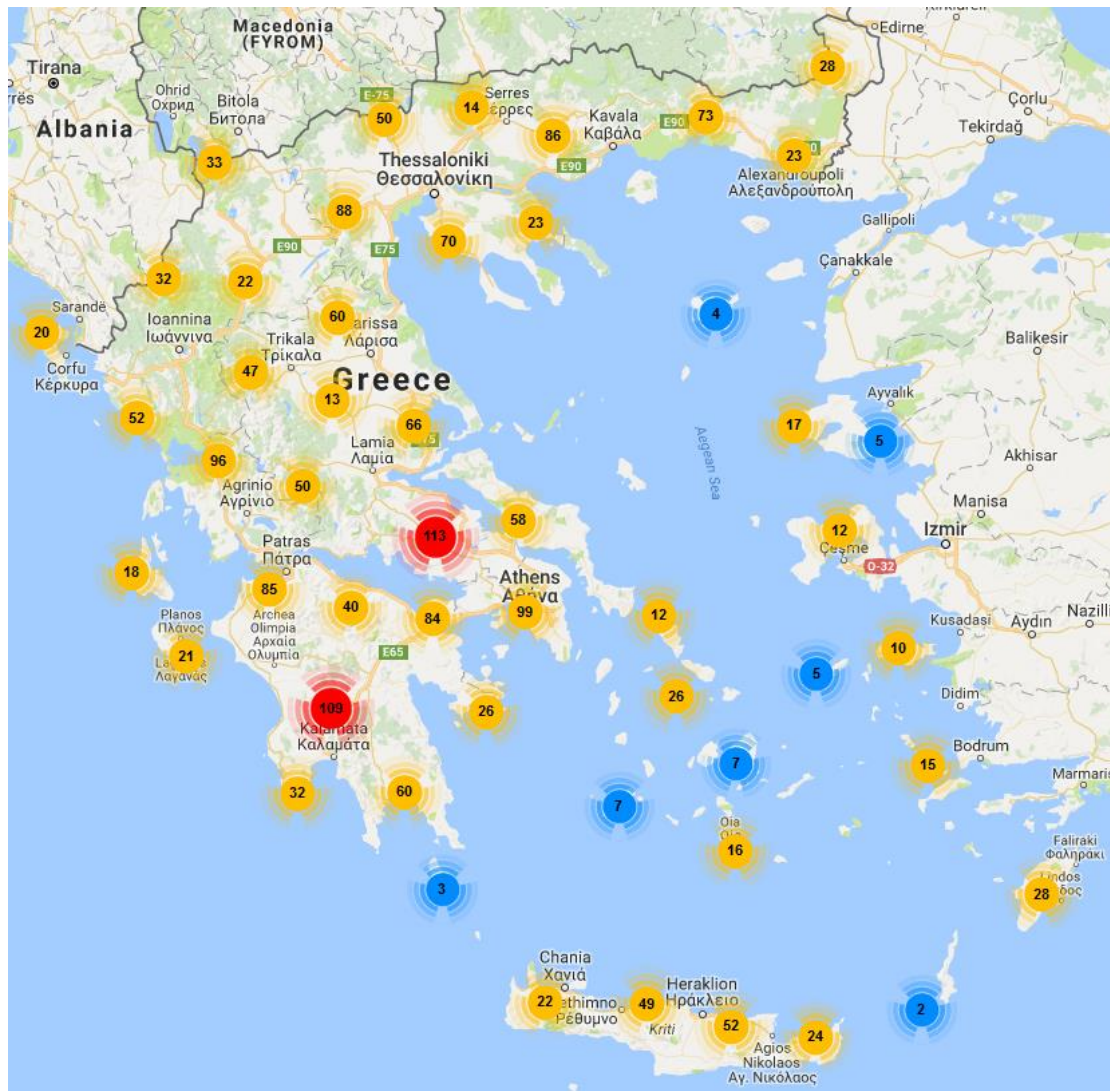 Macedonia
(FYROM)
Kirklareli
Edirne
Tirana
28
Ohrid
Охрид
Bitola
Битола
E-75
14
Serres
Çorlu
50
73
Kavala
Καβάλα
E90
Tekirdağ
Albania
86
33
Thessaloniki
Θεσσαλονίκη
E90
23
Alexandroupoli
Αλεξανδρούπολη
88
23
Gallipoli
70
E90
E75
Çanakkale
32
22
Sarandë
4
20
Ioannina
Ιωάννινα
60
Trikala
Τρίκαλα
Λάρισα
Balikesir
Corfu
Κέρκυρα
47
Greece
13
Ayvalık
52
66
17
5
Aegean Sea
Lamia
Λαμία
Akhisar
96
Agrinio
Αγρίνιο
50
Manisa
58
113
12
Izmir
Çeşme
O-32
Patras
Πάτρα
18
Athens
Αθήνα
85
40
84
99
12
Planos
Πλάνος
Archea
Olimpia
Αρχαία
Ολυμπία
Kusadasi
Aydın
Nazilli
21
Λαγανάς
E65
10
5
26
Didim
109
26
Kalamata
Καλαμάτα
Bodrum
7
15
Marmaris
32
60
7
Oia
16
Faliraki
Φαληράκι
3
28
Lindos
Chania
Χανιά
22
Rethimno
Ρέθυμνο
49
Kriti
Heraklion
Ηράκλειο
52
24
Agios
Nikolaos
Αγ. Νικόλαος
2